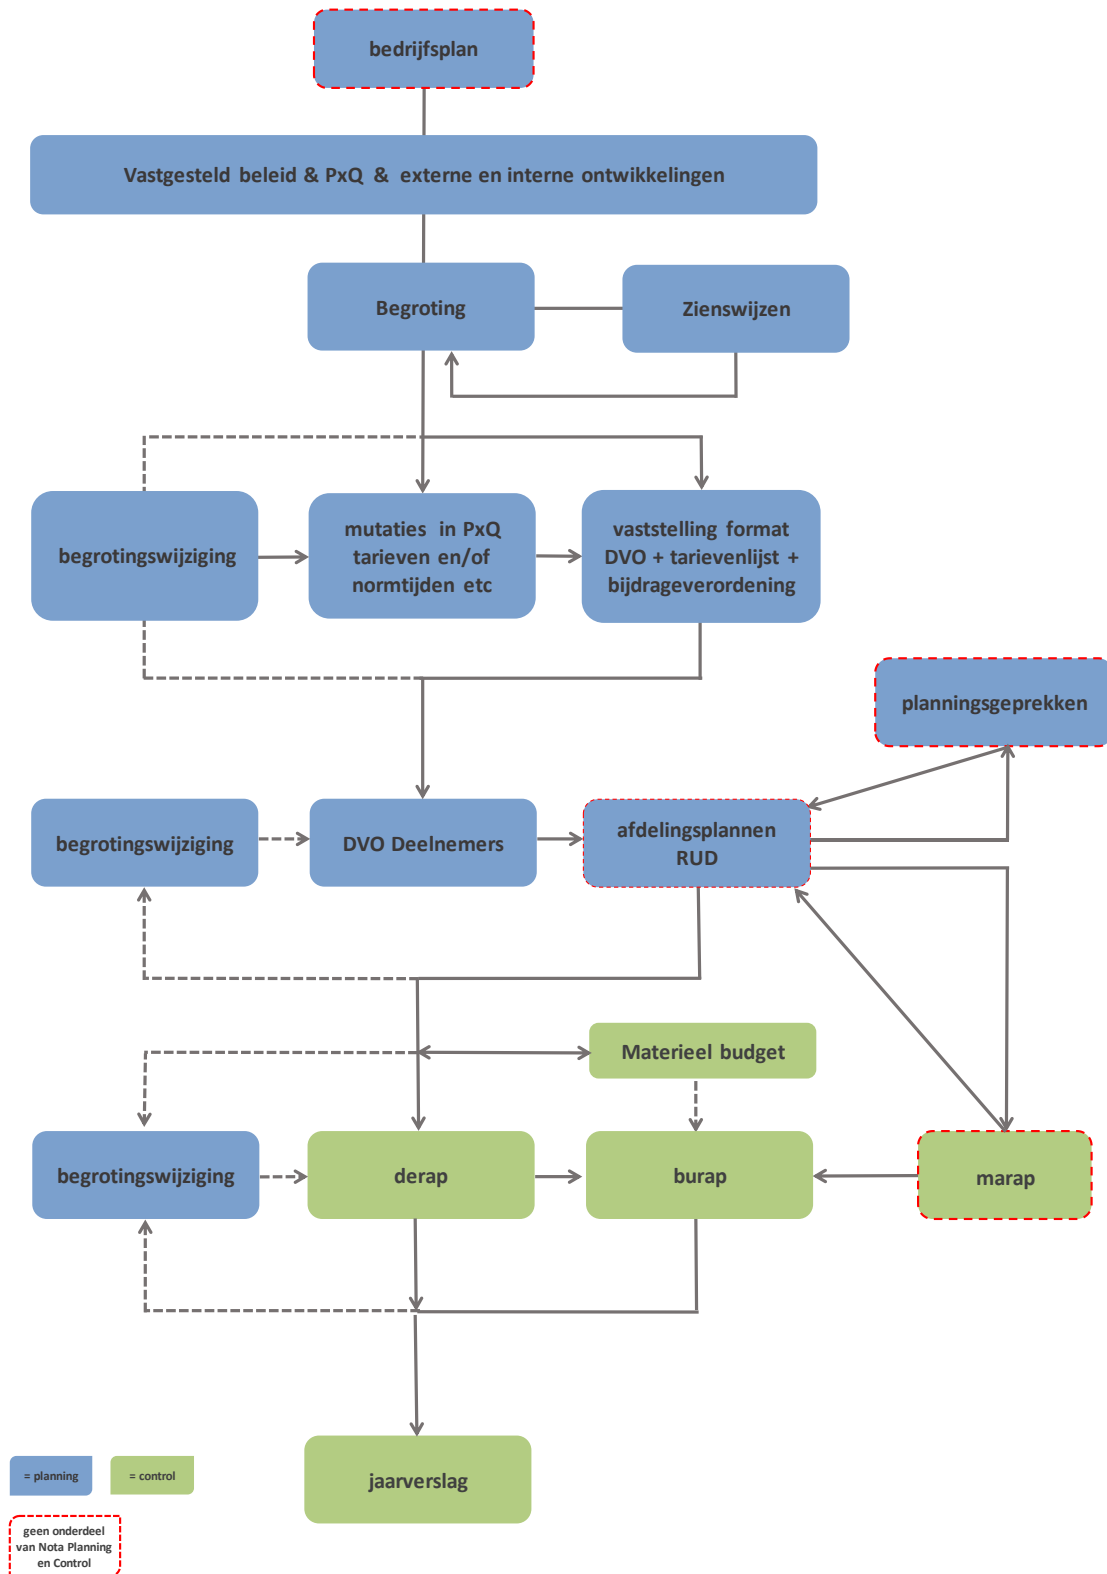 bedrijfsplan
Vastgesteld beleid & PxQ & externe en interne ontwikkelingen
Begroting
Zienswijzen
begrotingswijziging
mutaties in PxQ
tarieven en/of
normtijden etc
vaststelling format
DVO + tarievenlijst +
bijdrageverordening
planningsgeprekken
begrotingswijziging
DVO Deelnemers
afdelingsplannen
RUD
Materieel budget
begrotingswijziging
derap
burap
marap
jaarverslag
= planning
= control
geen onderdeel
van Nota Planning
en Control